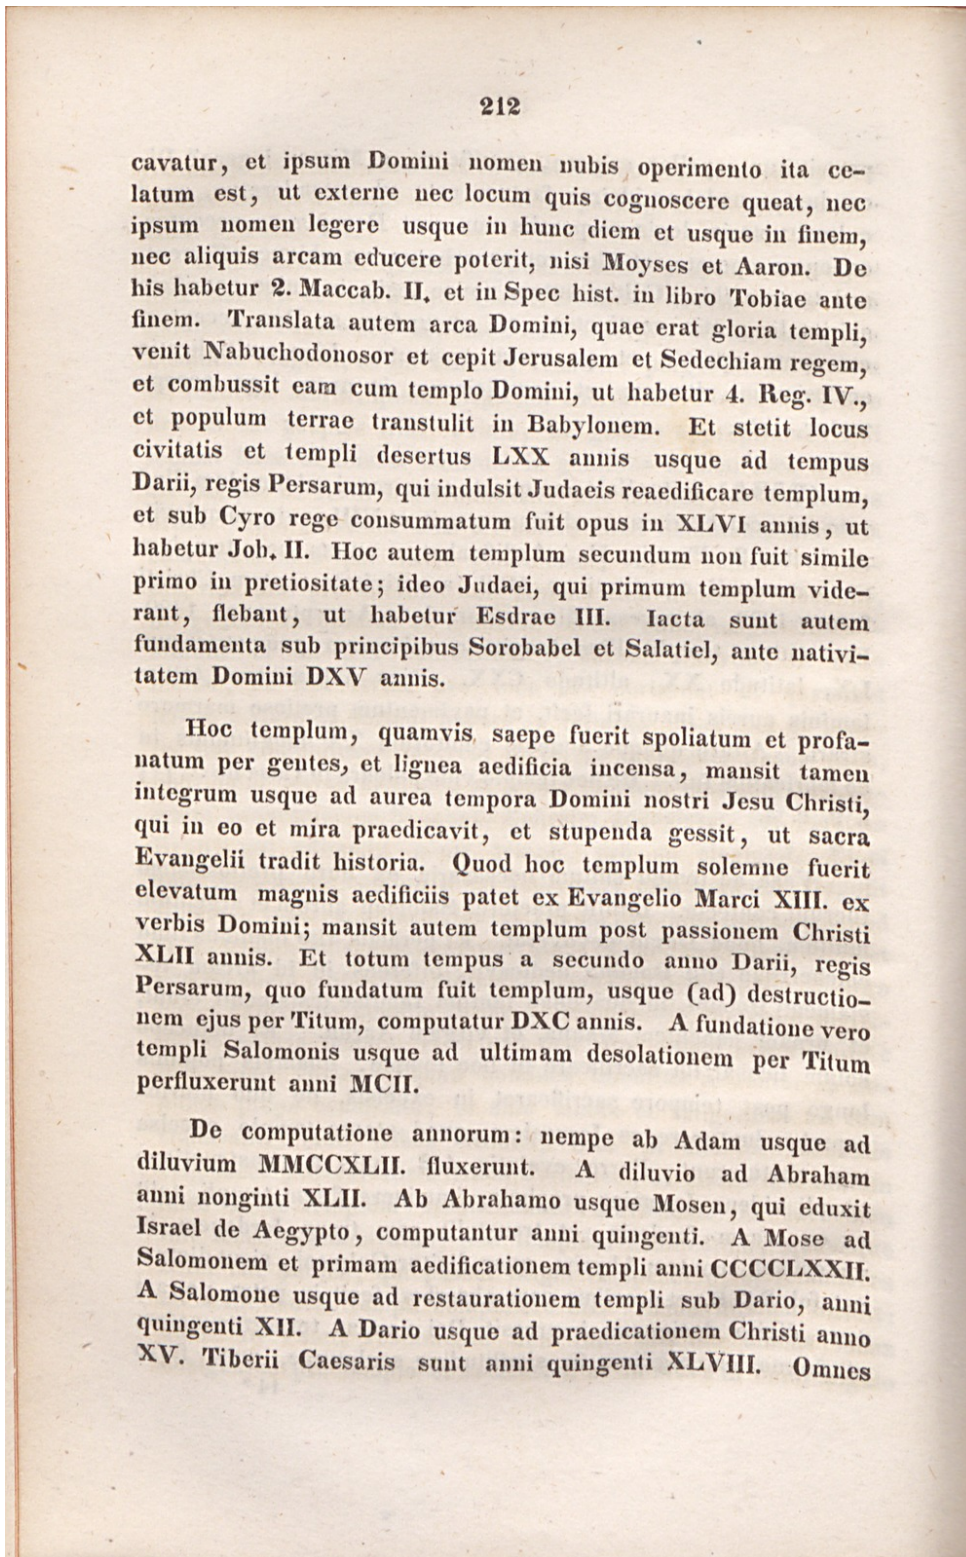 212
cavatur, et ipsum Domini nomen nubis operimento ita ce-
latum est, ut externe nec locum quis cognoscere queat, nec
ipsum nomen legere usque in hunc diem et usque in finem,
nec aliquis arcam educere poterit, nisi Moyses et Aaron. De
his habetur 2. Maccab. II. et in Spec hist. in libro Tobiae ante
finem. Translata autem arca Domini, quae erat gloria templi,
venit Nabuchodonosor et cepit Jerusalem et Sedechiam regem,
et combussit eam cum templo Domini, ut habetur 4. Reg. IV.,
et populum terrae transtulit in Babylonem. Et stetit locus
civitatis et templi desertus LXX annis usque ad tempus
Darii, regis Persarum, qui indulsit Judaeis reaedificare templum,
et sub Cyro rege consummatum fuit opus in XLVI annis, ut
habetur Joh. II. Hoc autem templum secundum non fuit simile
primo in pretiositate; ideo Judaei, qui primum templum vide-
rant, flebant, ut habetur Esdrae III. Iacta sunt autem
fundamenta sub principibus Sorobabel et Salatiel, ante nativi-
tatem Domini DXV annis.
Hoc templum, quamvis saepe fuerit spoliatum et profa-
natum per gentes, et lignea aedificia incensa, mansit tamen
integrum usque ad aurea tempora Domini nostri Jesu Christi,
qui in eo et mira praedicavit, et stupenda gessit, ut sacra
Evangelii tradit historia. Quod hoc templum solemne fuerit
elevatum magnis aedificiis patet ex Evangelio Marci XIII. ex
verbis Domini; mansit autem templum post passionem Christi
XLII annis. Et totum tempus a secundo anno Darii, regis
Persarum, quo fundatum fuit templum, usque (ad) destructio-
nem ejus per Titum, computatur DXC annis. A fundatione vero
templi Salomonis usque ad ultimam desolationem per Titum
perfluxerunt anni MCII.
De computatione annorum: nempe ab Adam usque ad
diluvium MMCCXLII. fluxerunt. A diluvio ad Abraham
anni nonginti XLII. Ab Abrahamo usque Mosen, qui eduxit
Israel de Aegypto, computantur anni quingenti. A Mose ad
Salomonem et primam aedificationem templi anni CCCCLXXII.
A Salomone usque ad restaurationem templi sub Dario, anni
quingenti XII. A Dario usque ad praedicationem Christi anno
XV. Tiberii Caesaris sunt anni quingenti XLVIII. Omnes